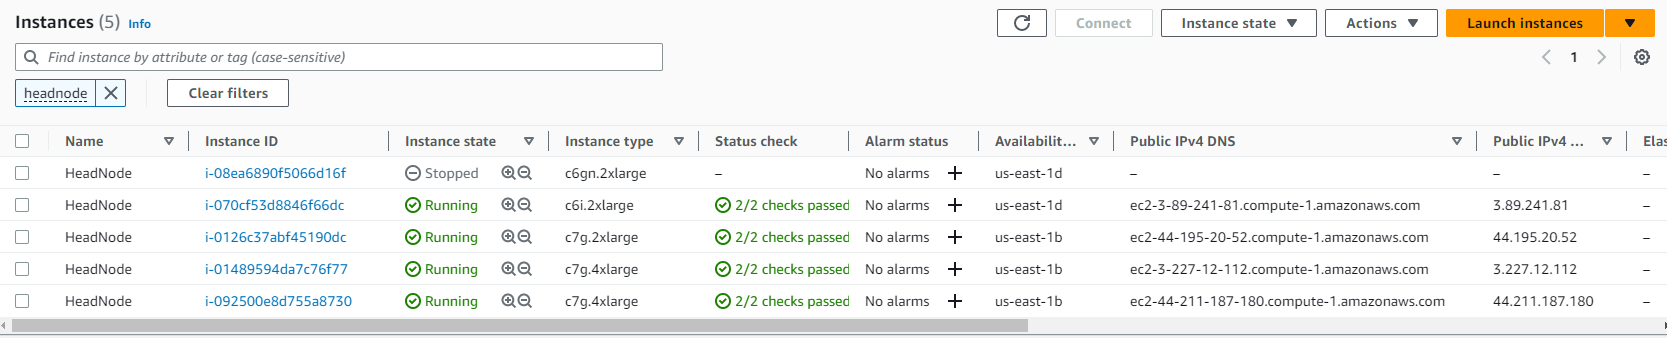 Instances (5) Info
Connect Instance state Actions Launch instances
Find instance by attribute or tag (case-sensitive)
1
headnode Clear filters
Name Instance ID Instance state Instance type Status check Alarm status Availabilit... Public IPv4 DNS Public IPv4 ... Elas
HeadNode i-08ea6890f5066d16f Stopped c6gn.2xlarge – No alarms + us-east-1d – – –
HeadNode i-070cf53d8846f66dc Running c6i.2xlarge 2/2 checks passed No alarms + us-east-1d ec2-3-89-241-81.compute-1.amazonaws.com 3.89.241.81 –
HeadNode i-0126c37abf45190dc Running c7g.2xlarge 2/2 checks passed No alarms + us-east-1b ec2-44-195-20-52.compute-1.amazonaws.com 44.195.20.52 –
HeadNode i-01489594da7c76f77 Running c7g.4xlarge 2/2 checks passed No alarms + us-east-1b ec2-3-227-12-112.compute-1.amazonaws.com 3.227.12.112 –
HeadNode i-092500e8d755a8730 Running c7g.4xlarge 2/2 checks passed No alarms + us-east-1b ec2-44-211-187-180.compute-1.amazonaws.com 44.211.187.180 –